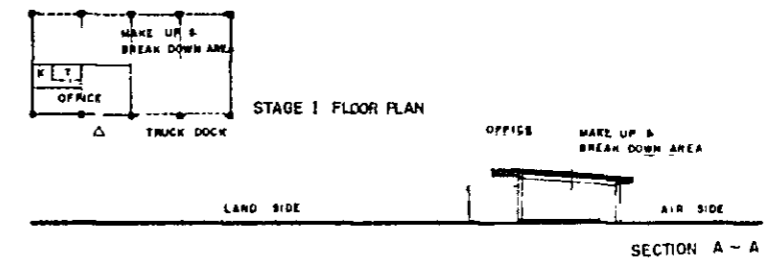 MAKE UP &
BREAK DOWN AREA
K T
OFFICE
TRUCK DOCK
STAGE I FLOOR PLAN
OFFICE
MAKE UP &
BREAK DOWN AREA
LAND SIDE
AIR SIDE
SECTION A ~ A